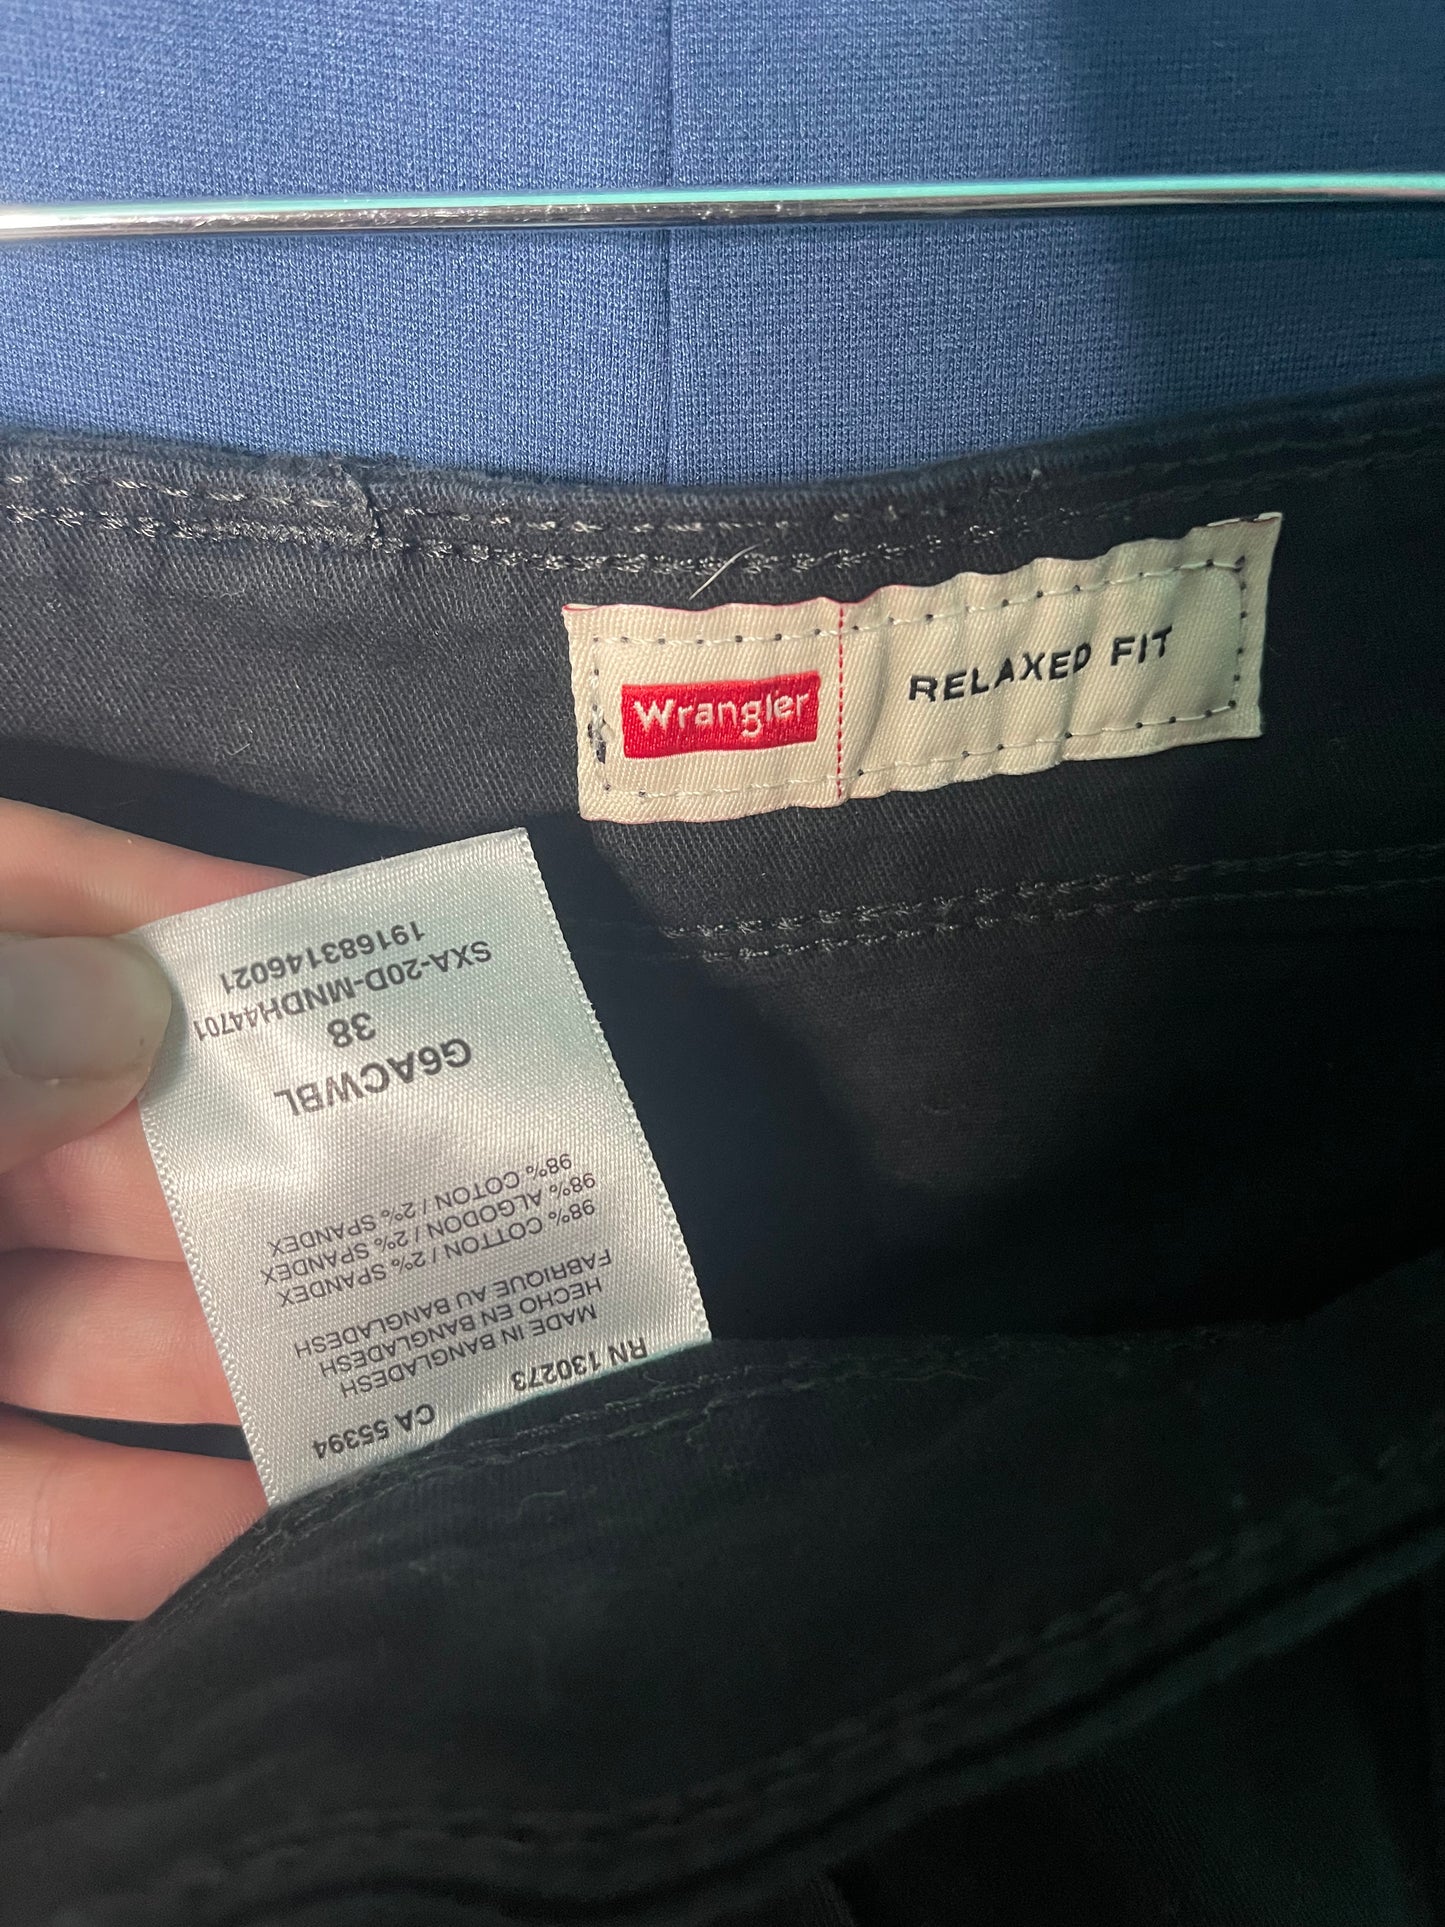 Wrangler
RELAXED FIT
RN 130273
CA 55394
MADE IN BANGLADESH
HECHO EN BANGLADESH
FABRIQUE AU BANGLADESH
98% COTTON / 2% SPANDEX
98% ALGODON / 2% SPANDEX
98% COTON / 2% SPANDEX
G6ACWBL
38
SXA-20D-MNDH44701
191683146021